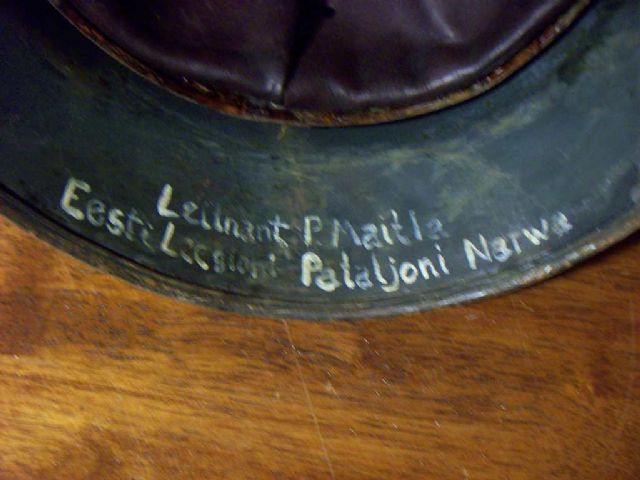 Leitnant P. Maitla
Eesti Leegioni Pataljoni Narwa